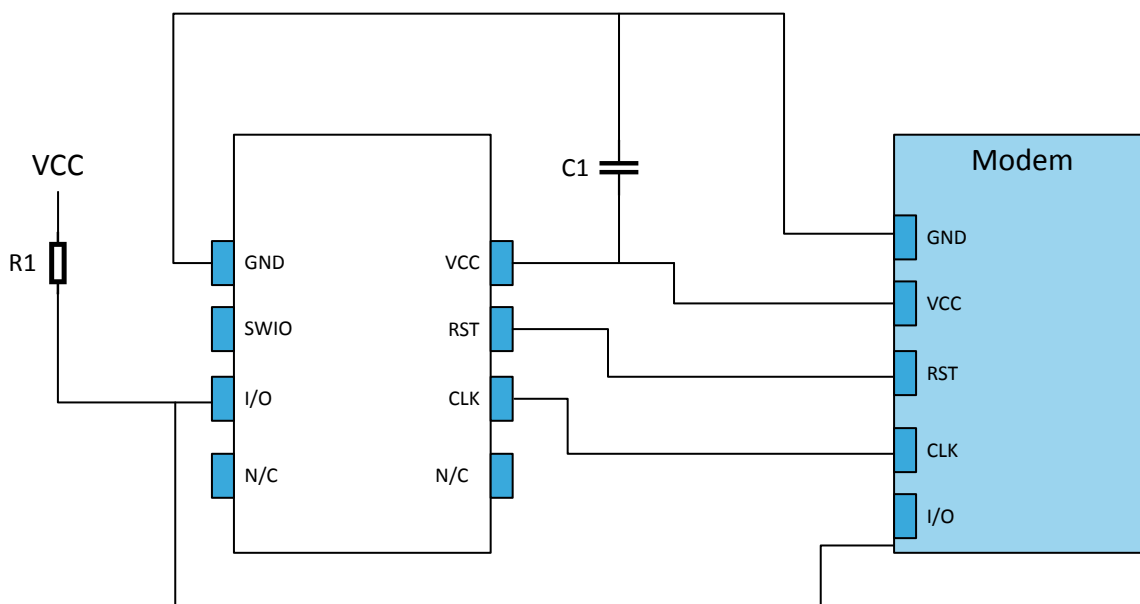 VCC
R1
GND
SWIO
I/O
N/C
VCC
RST
CLK
N/C
C1
Modem
GND
VCC
RST
CLK
I/O